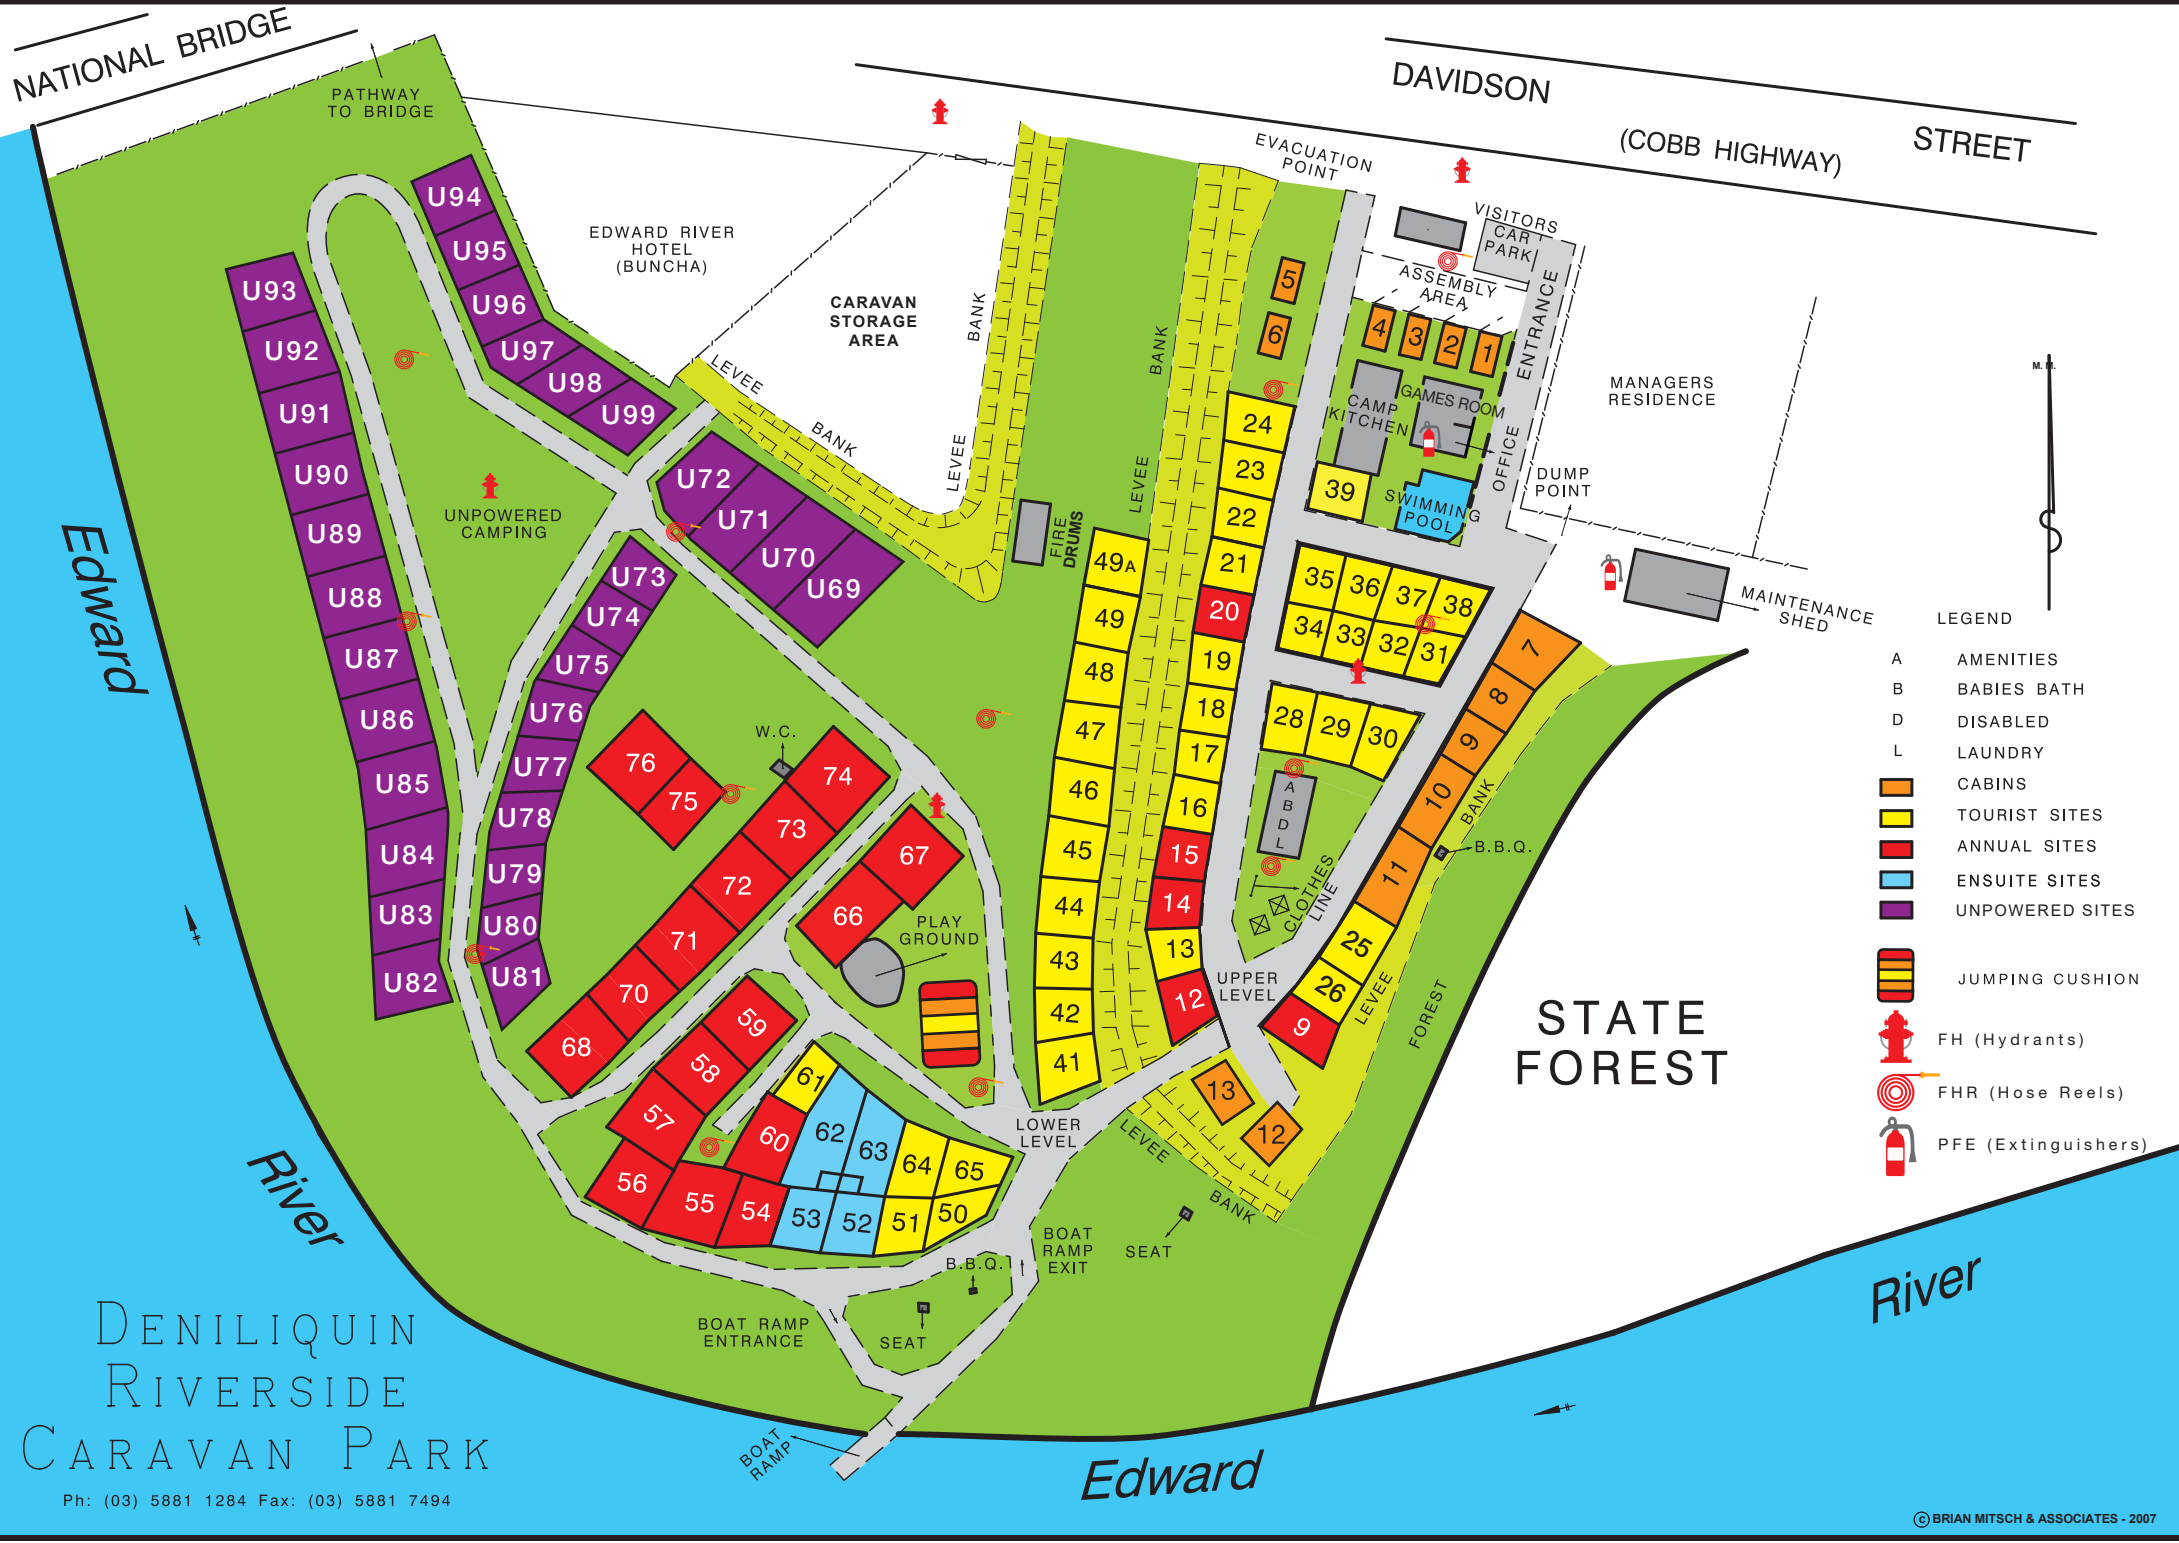 NATIONAL BRIDGE
PATHWAY
TO BRIDGE
DAVIDSON
(COBB HIGHWAY)
STREET
EVACUATION
POINT
VISITORS
CAR
PARK
ASSEMBLY
AREA
ENTRANCE
EDWARD RIVER
HOTEL
(BUNCHA)
CARAVAN
STORAGE
AREA
LEVEE
BANK
LEVEE
BANK
LEVEE
BANK
FIRE
DRUMS
MANAGERS
RESIDENCE
CAMP
KITCHEN
GAMES ROOM
OFFICE
SWIMMING
POOL
DUMP
POINT
MAINTENANCE
SHED
UNPOWERED
CAMPING
U94
U95
U96
U97
U98
U99
U93
U92
U91
U90
U89
U88
U87
U86
U85
U84
U83
U82
U72
U71
U70
U69
U73
U74
U75
U76
U77
U78
U79
U80
U81
5
6
4
3
2
1
24
23
22
21
20
19
18
17
16
15
14
13
12
39
35
36
37
38
34
33
32
31
28
29
30
A
B
D
L
CLOTHES
LINE
7
8
9
10
11
25
26
9
13
12
BANK
B.B.Q.
LEVEE
FOREST
UPPER
LEVEL
49A
49
48
47
46
45
44
43
42
41
76
75
W.C.
74
73
72
71
70
68
67
66
PLAY
GROUND
59
58
57
56
55
54
53
52
51
50
61
60
62
63
64
65
LOWER
LEVEL
LEVEE
BANK
SEAT
BOAT
RAMP
EXIT
B.B.Q.
SEAT
BOAT RAMP
ENTRANCE
BOAT
RAMP
STATE
FOREST
Edward
River
Edward
River
M. M.
LEGEND
A AMENITIES
B BABIES BATH
D DISABLED
L LAUNDRY
CABINS
TOURIST SITES
ANNUAL SITES
ENSUITE SITES
UNPOWERED SITES
JUMPING CUSHION
FH (Hydrants)
FHR (Hose Reels)
PFE (Extinguishers)
DENILIQUIN
RIVERSIDE
CARAVAN PARK
Ph: (03) 5881 1284 Fax: (03) 5881 7494
© BRIAN MITSCH & ASSOCIATES - 2007